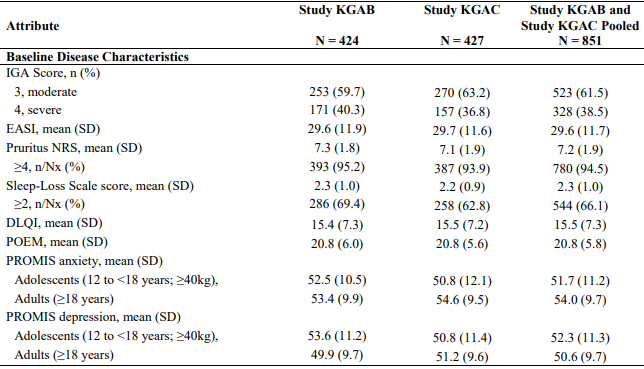 Attribute Study KGAB Study KGAC Study KGAB and
Study KGAC Pooled
N = 424 N = 427 N = 851
Baseline Disease Characteristics
IGA Score, n (%)
3, moderate 253 (59.7) 270 (63.2) 523 (61.5)
4, severe 171 (40.3) 157 (36.8) 328 (38.5)
EASI, mean (SD) 29.6 (11.9) 29.7 (11.6) 29.6 (11.7)
Pruritus NRS, mean (SD) 7.3 (1.8) 7.1 (1.9) 7.2 (1.9)
≥4, n/Nx (%) 393 (95.2) 387 (93.9) 780 (94.5)
Sleep-Loss Scale score, mean (SD) 2.3 (1.0) 2.2 (0.9) 2.3 (1.0)
≥2, n/Nx (%) 286 (69.4) 258 (62.8) 544 (66.1)
DLQI, mean (SD) 15.4 (7.3) 15.5 (7.2) 15.5 (7.3)
POEM, mean (SD) 20.8 (6.0) 20.8 (5.6) 20.8 (5.8)
PROMIS anxiety, mean (SD)
Adolescents (12 to <18 years; ≥40kg), 52.5 (10.5) 50.8 (12.1) 51.7 (11.2)
Adults (≥18 years) 53.4 (9.9) 54.6 (9.5) 54.0 (9.7)
PROMIS depression, mean (SD)
Adolescents (12 to <18 years; ≥40kg), 53.6 (11.2) 50.8 (11.4) 52.3 (11.3)
Adults (≥18 years) 49.9 (9.7) 51.2 (9.6) 50.6 (9.7)